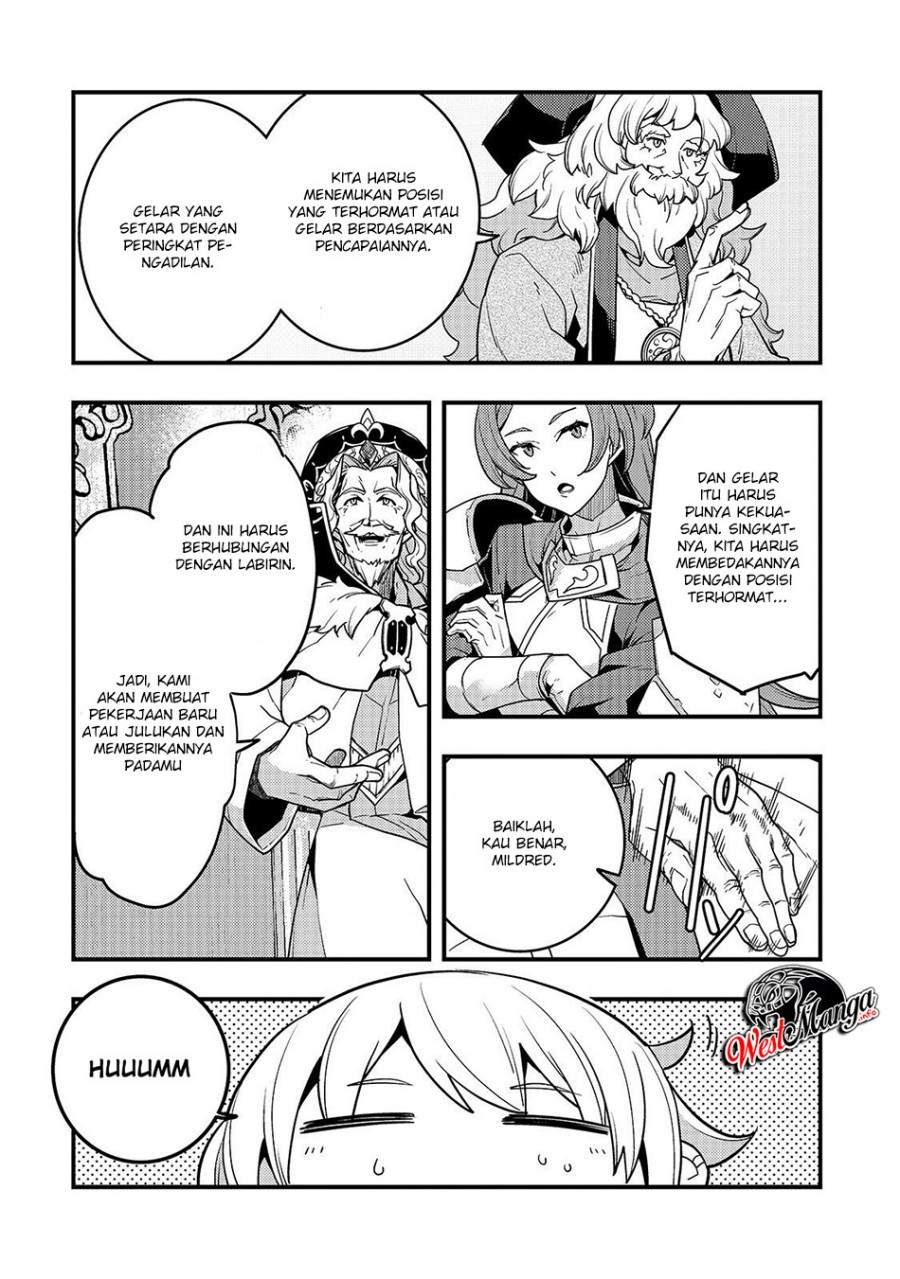 KITA HARUS
MENEMUKAN POSISI
YANG TERHORMAT ATAU
GELAR BERDASARKAN
PENCAPAIANNYA.
GELAR YANG
SETARA DENGAN
PERINGKAT PE-
NGADILAN.
DAN GELAR
ITU HARUS
PUNYA KEKUA-
SAAN. SINGKAT-
NYA, KITA HARUS
MEMBEDAKANNYA
DENGAN POSISI
TERHORMAT...
BAIKLAH,
KAU BENAR,
MILDRED.
DAN INI HARUS
BERHUBUNGAN
DENGAN LABIRIN.
JADI, KAMI
AKAN MEMBUAT
PEKERJAAN BARU
ATAU JULUKAN DAN
MEMBERIKANNYA
PADAMU
HUUUMM
WestManga
.info